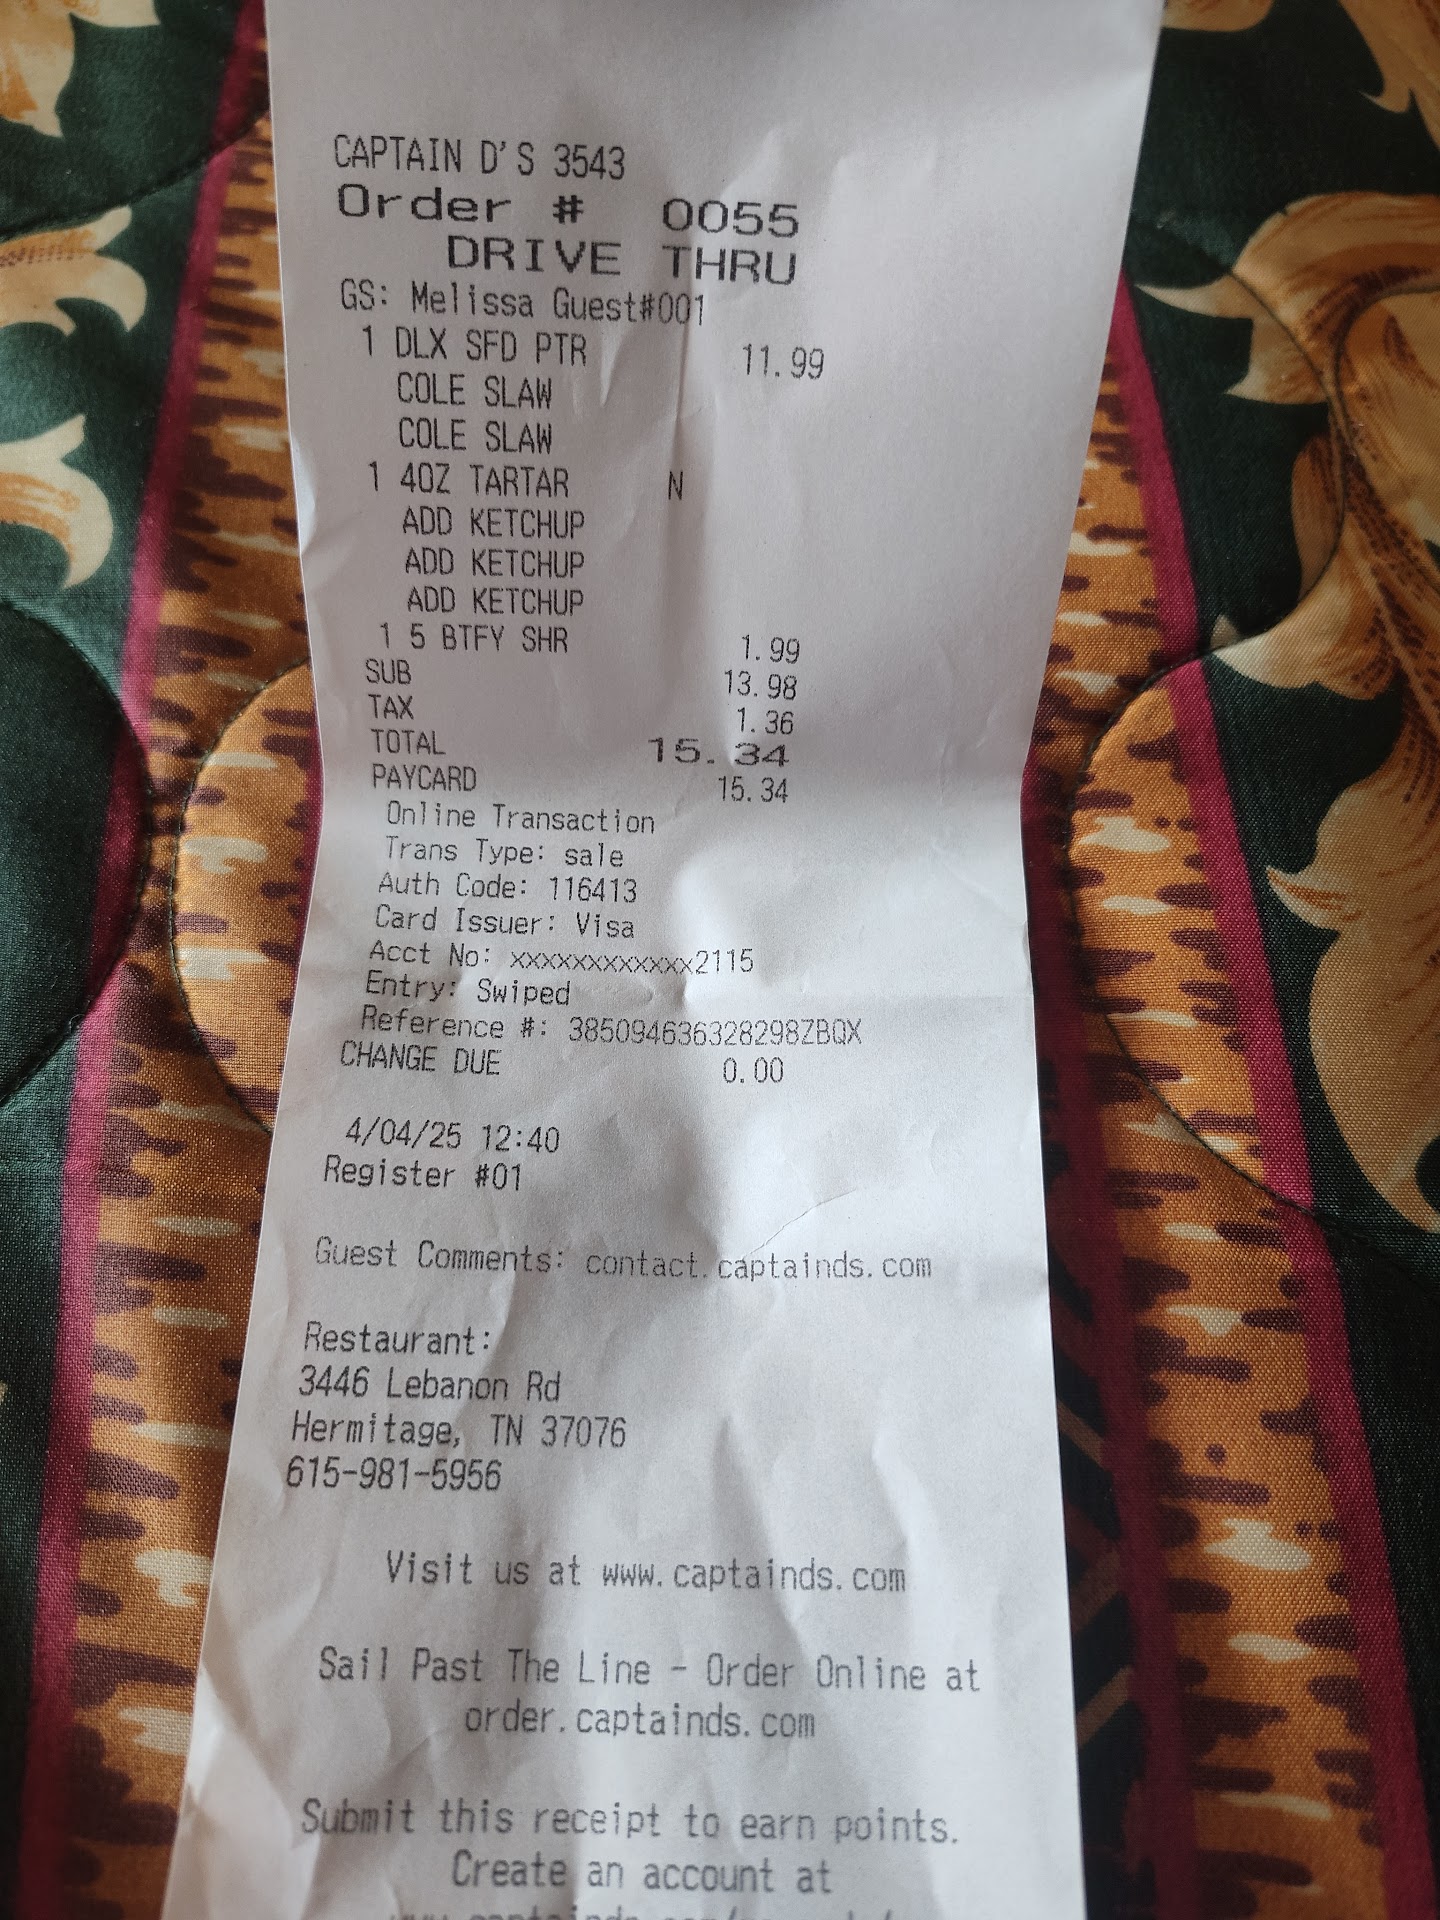 CAPTAIN D'S 3543
Order # 0055
DRIVE THRU
GS: Melissa Guest#001
1 DLX SFD PTR 11.99
COLE SLAW
COLE SLAW
1 4OZ TARTAR N
ADD KETCHUP
ADD KETCHUP
ADD KETCHUP
1 5 BTFY SHR 1.99
SUB 13.98
TAX 1.36
TOTAL 15.34
PAYCARD 15.34
Online Transaction
Trans Type: sale
Auth Code: 116413
Card Issuer: Visa
Acct No: xxxxxxxxxxxx2115
Entry: Swiped
Reference #: 385094636328298ZBQX
CHANGE DUE 0.00
4/04/25 12:40
Register #01
Guest Comments: contact.captainds.com
Restaurant:
3446 Lebanon Rd
Hermitage, TN 37076
615-981-5956
Visit us at www.captainds.com
Sail Past The Line - Order Online at
order.captainds.com
Submit this receipt to earn points.
Create an account at